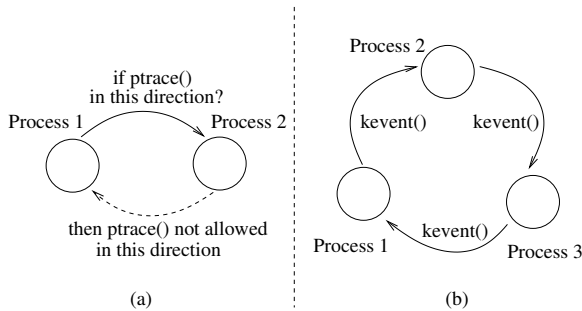 if ptrace()
in this direction?
Process 1
Process 2
then ptrace() not allowed
in this direction
(a)
Process 2
kevent()
kevent()
kevent()
Process 1
Process 3
(b)